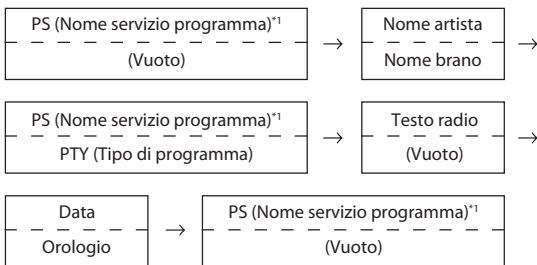 PS (Nome servizio programma)*1
(Vuoto)
→
Nome artista
Nome brano
→
PS (Nome servizio programma)*1
PTY (Tipo di programma)
→
Testo radio
(Vuoto)
→
Data
Orologio
→
PS (Nome servizio programma)*1
(Vuoto)